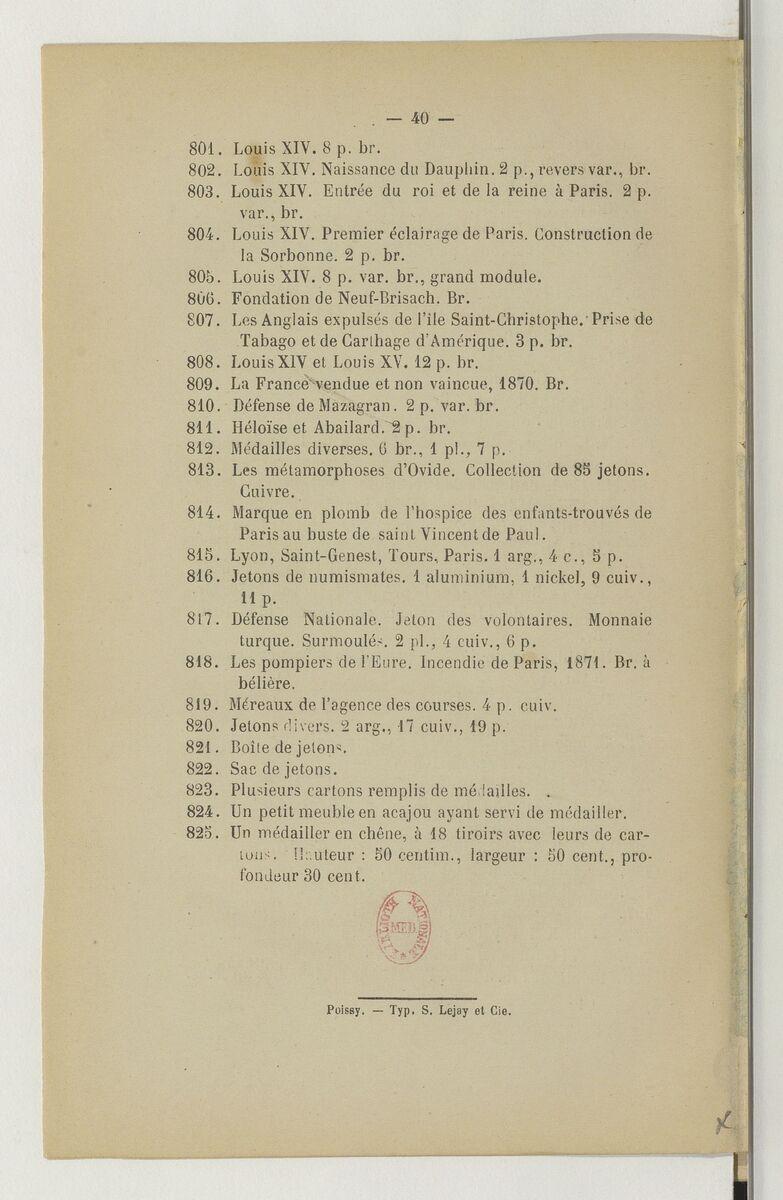 — 40 —
801. Louis XIV. 8 p. br.
802. Louis XIV. Naissance du Dauphin. 2 p., revers var., br.
803. Louis XIV. Entrée du roi et de la reine à Paris. 2 p.
var., br.
804. Louis XIV. Premier éclairage de Paris. Construction de
la Sorbonne. 2 p. br.
805. Louis XIV. 8 p. var. br., grand module.
806. Fondation de Neuf-Brisach. Br.
807. Les Anglais expulsés de l'ile Saint-Christophe. Prise de
Tabago et de Carthage d'Amérique. 3 p. br.
808. Louis XIV et Louis XV. 12 p. br.
809. La France vendue et non vaincue, 1870. Br.
810. Défense de Mazagran. 2 p. var. br.
811. Héloïse et Abailard. 2 p. br.
812. Médailles diverses. 6 br., 1 pl., 7 p.
813. Les métamorphoses d'Ovide. Collection de 85 jetons.
Cuivre.
814. Marque en plomb de l'hospice des enfants-trouvés de
Paris au buste de saint Vincent de Paul.
815. Lyon, Saint-Genest, Tours, Paris. 1 arg., 4 c., 5 p.
816. Jetons de numismates. 1 aluminium, 1 nickel, 9 cuiv.,
11 p.
817. Défense Nationale. Jeton des volontaires. Monnaie
turque. Surmoulés. 2 pl., 4 cuiv., 6 p.
818. Les pompiers de l'Eure. Incendie de Paris, 1871. Br. à
bélière.
819. Méreaux de l'agence des courses. 4 p. cuiv.
820. Jetons divers. 2 arg., 17 cuiv., 19 p.
821. Boîte de jetons.
822. Sac de jetons.
823. Plusieurs cartons remplis de médailles.
824. Un petit meuble en acajou ayant servi de médailler.
825. Un médailler en chêne, à 18 tiroirs avec leurs de car-
tons. Hauteur : 50 centim., largeur : 50 cent., pro-
fondeur 30 cent.
BIBLIOTH NATIONALE
MED.
Poissy. — Typ. S. Lejay et Cie.